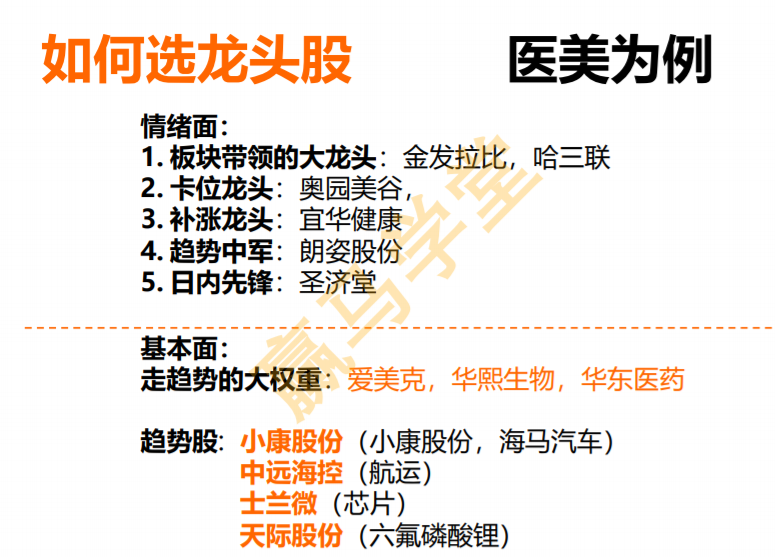 如何选龙头股 医美为例
情绪面：
1. 板块带领的大龙头：金发拉比，哈三联
2. 卡位龙头：奥园美谷，
3. 补涨龙头：宜华健康
4. 趋势中军：朗姿股份
5. 日内先锋：圣济堂
基本面：
走趋势的大权重：爱美克，华熙生物，华东医药
趋势股：小康股份（小康股份，海马汽车）
中远海控（航运）
士兰微（芯片）
天际股份（六氟磷酸锂）
赢马学堂